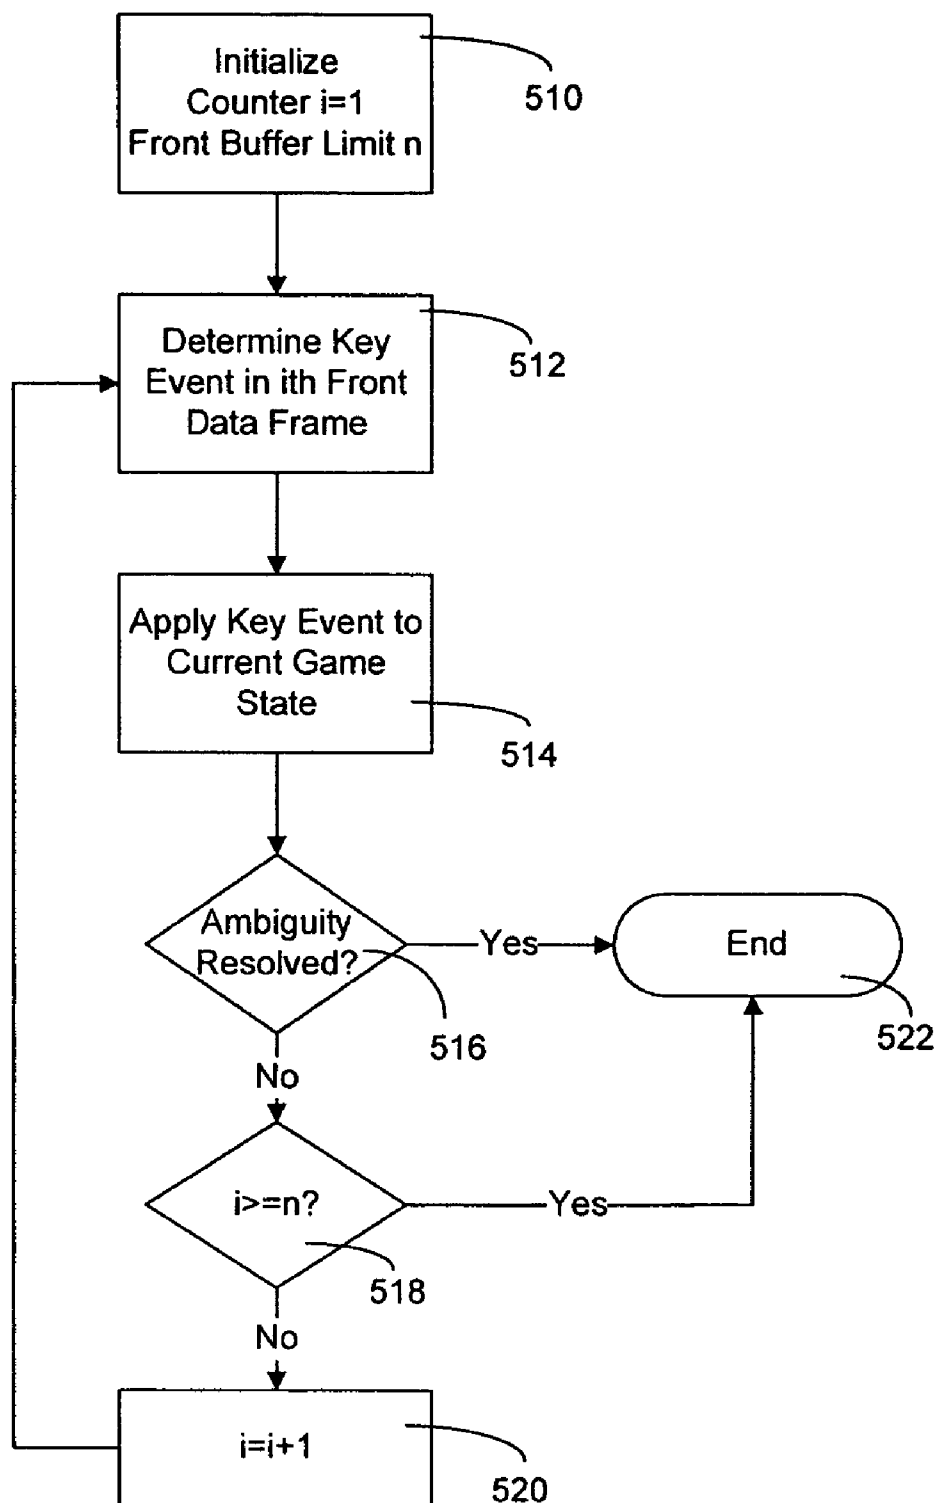 Initialize
Counter i=1
Front Buffer Limit n
510
Determine Key
Event in ith Front
Data Frame
512
Apply Key Event to
Current Game
State
514
Ambiguity
Resolved?
516
Yes
End
522
No
i>=n?
518
Yes
No
i=i+1
520